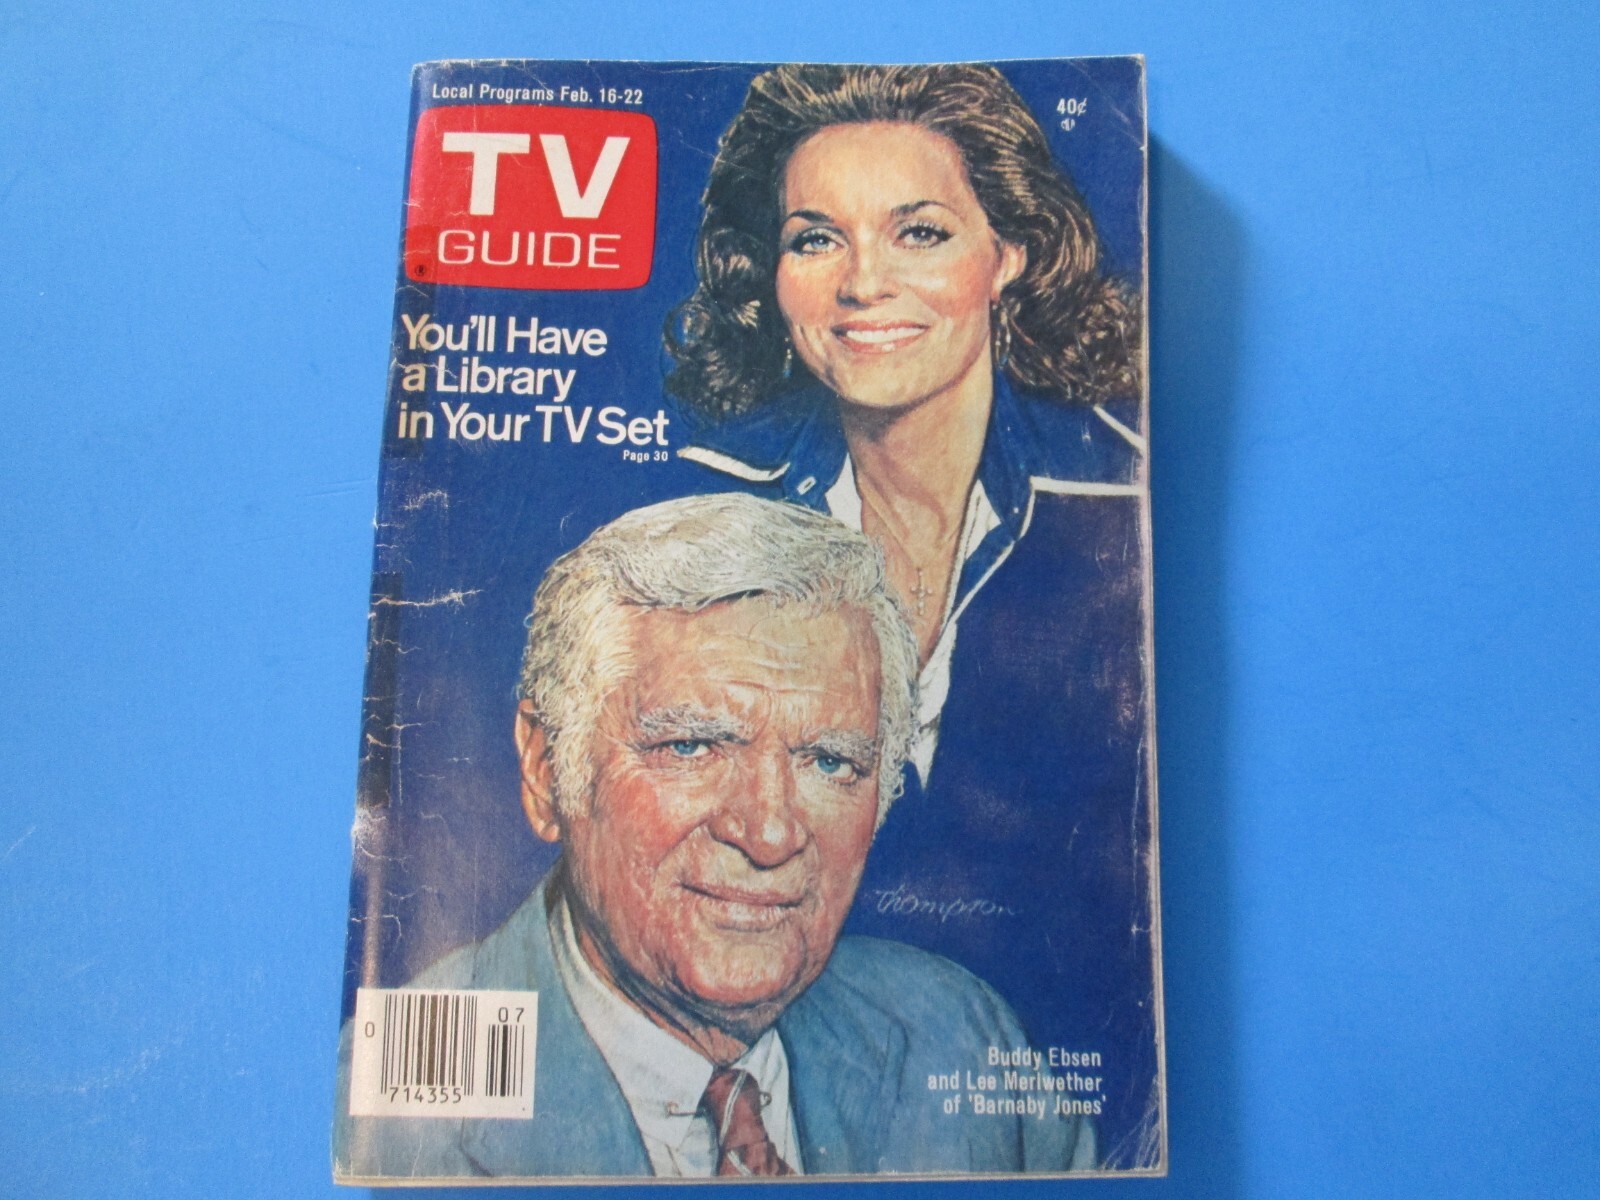 Local Programs Feb. 16-22
40¢
TV
GUIDE
®
You'll Have
a Library
in Your TV Set
Page 30
Thompson
Buddy Ebsen
and Lee Meriwether
of 'Barnaby Jones'
07
0
714355